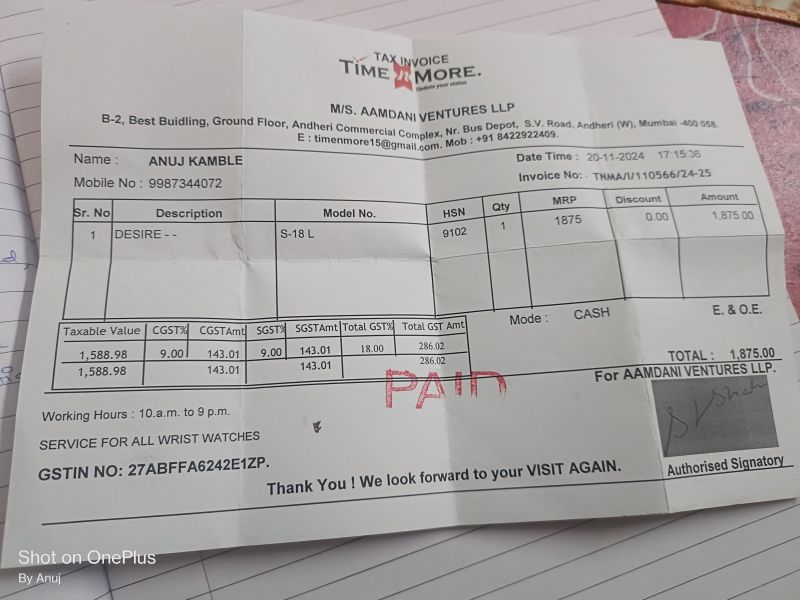 TAX INVOICE
TIME n MORE.
Update your status
M/S. AAMDANI VENTURES LLP
B-2, Best Buidling, Ground Floor, Andheri Commercial Complex, Nr. Bus Depot, S.V. Road, Andheri (W), Mumbai -400 058.
E : timenmore15@gmail.com. Mob : +91 8422922409.
Name : ANUJ KAMBLE
Date Time : 20-11-2024 17:15:36
Mobile No : 9987344072
Invoice No: - TNMA/I/110566/24-25
Sr. No Description Model No. HSN Qty MRP Discount Amount
1 DESIRE - - S-18 L 9102 1 1875 0.00 1,875.00
Taxable Value CGST% CGSTAmt SGST% SGSTAmt Total GST% Total GST Amt
1,588.98 9.00 143.01 9.00 143.01 18.00 286.02
1,588.98 143.01 143.01 286.02
Mode : CASH
E. & O.E.
TOTAL : 1,875.00
PAID
For AAMDANI VENTURES LLP.
Working Hours : 10.a.m. to 9 p.m.
SERVICE FOR ALL WRIST WATCHES
GSTIN NO: 27ABFFA6242E1ZP.
Authorised Signatory
Thank You ! We look forward to your VISIT AGAIN.
Shot on OnePlus
By Anuj